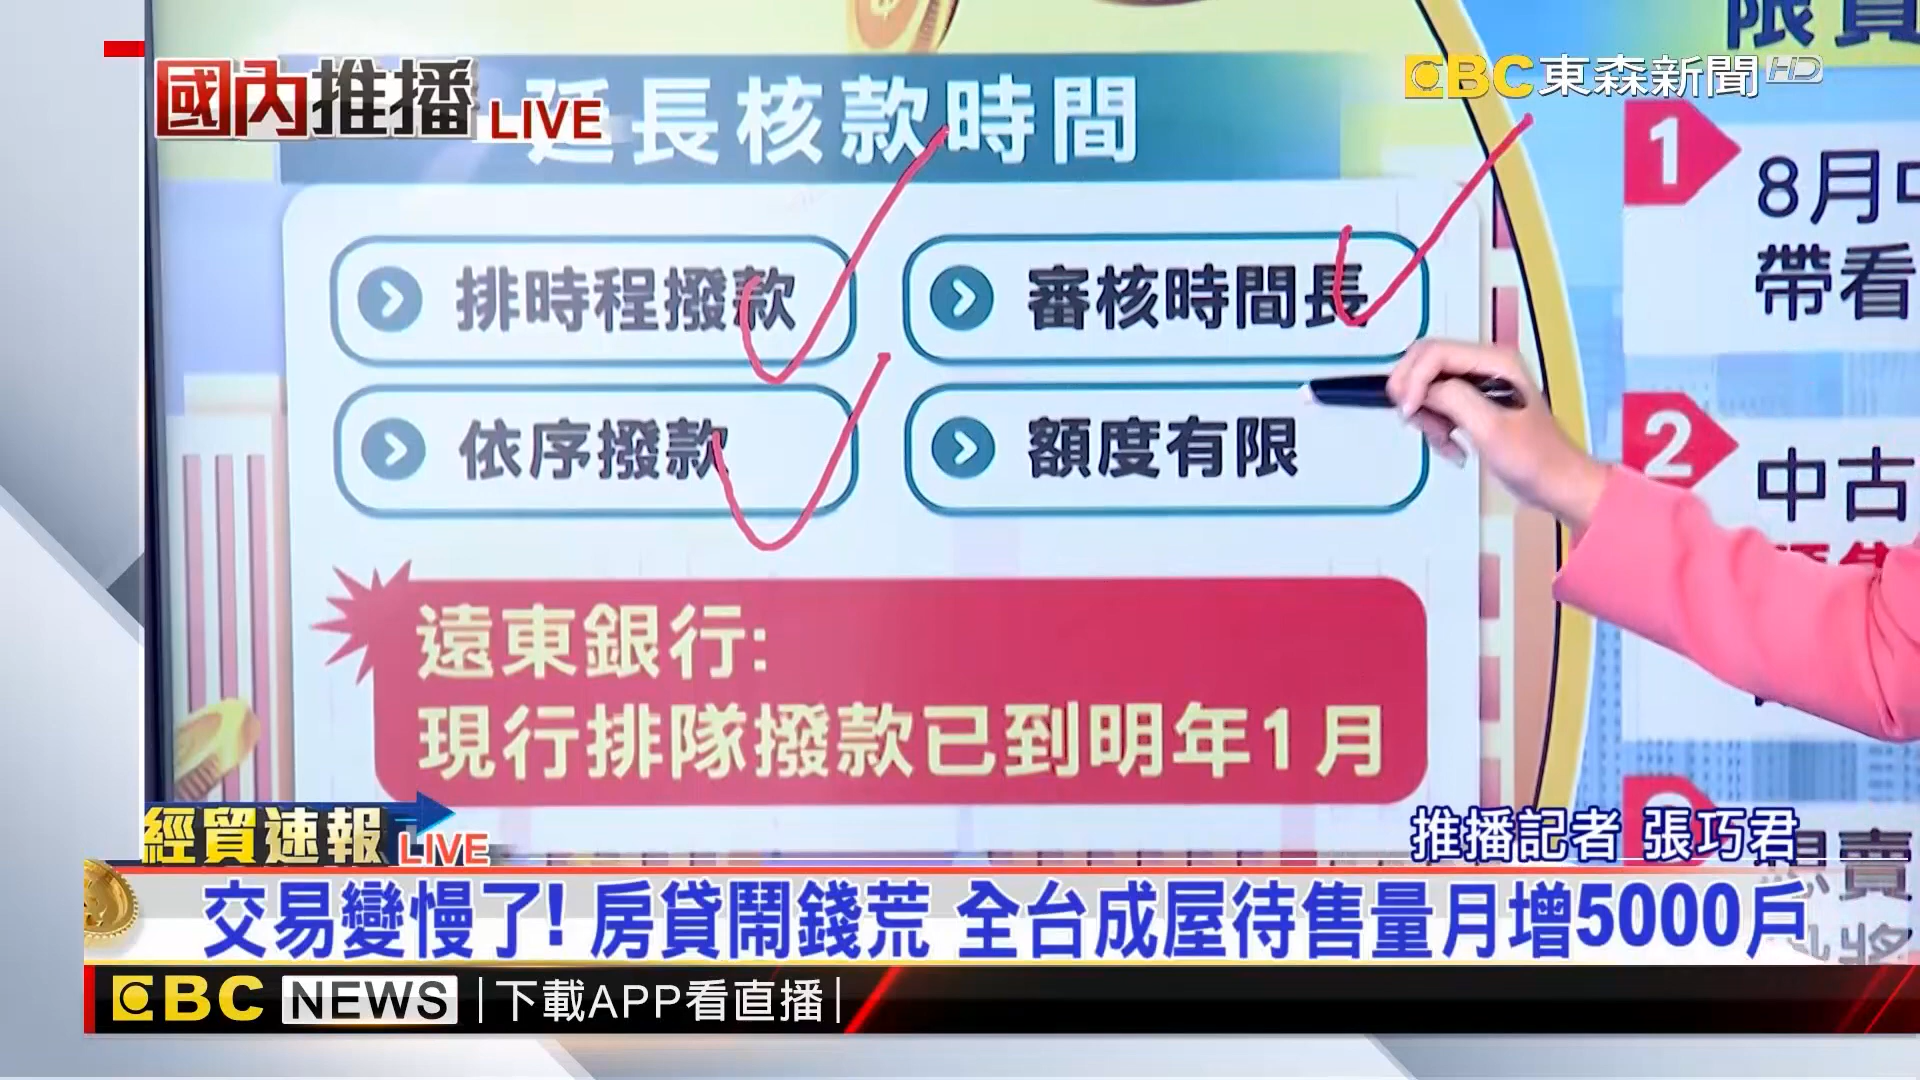 國內推播 LIVE
EBC 東森新聞 HD
延長核款時間
排時程撥款
審核時間長
依序撥款
額度有限
遠東銀行:
現行排隊撥款已到明年1月
限貸
1
8月中
帶看
2
中古
經貿速報 LIVE
推播記者 張巧君
交易變慢了! 房貸鬧錢荒 全台成屋待售量月增5000戶
EBC NEWS 下載APP看直播